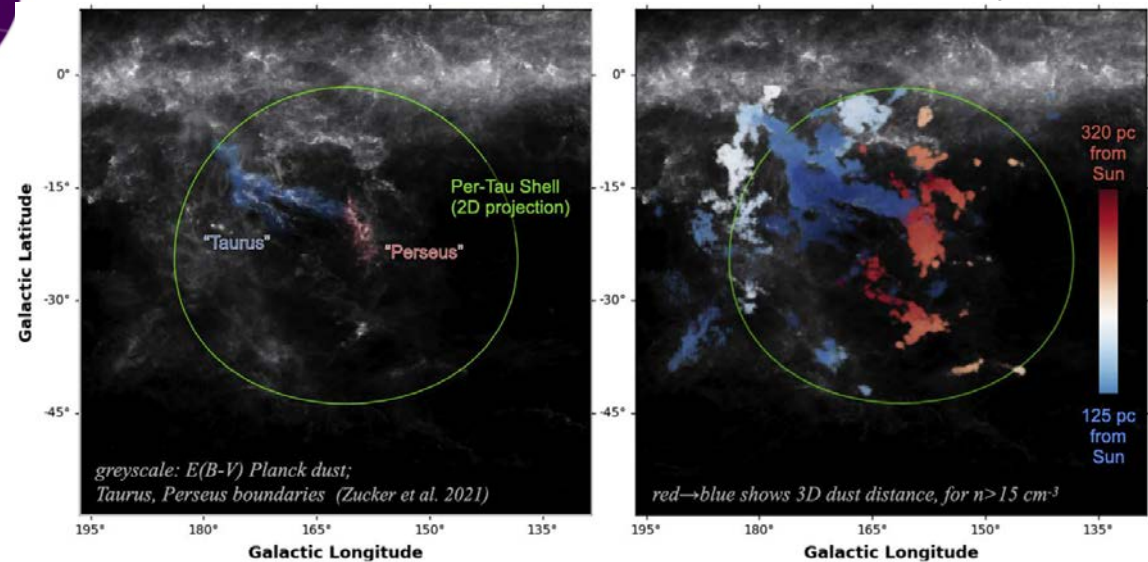 0°
-15°
-30°
-45°
Galactic Latitude
Per-Tau Shell
(2D projection)
"Taurus"
"Perseus"
greyscale: E(B-V) Planck dust;
Taurus, Perseus boundaries (Zucker et al. 2021)
195°
180°
165°
150°
135°
Galactic Longitude
0°
-15°
-30°
-45°
320 pc
from
Sun
125 pc
from
Sun
red→blue shows 3D dust distance, for n>15 cm⁻³
195°
180°
165°
150°
135°
Galactic Longitude